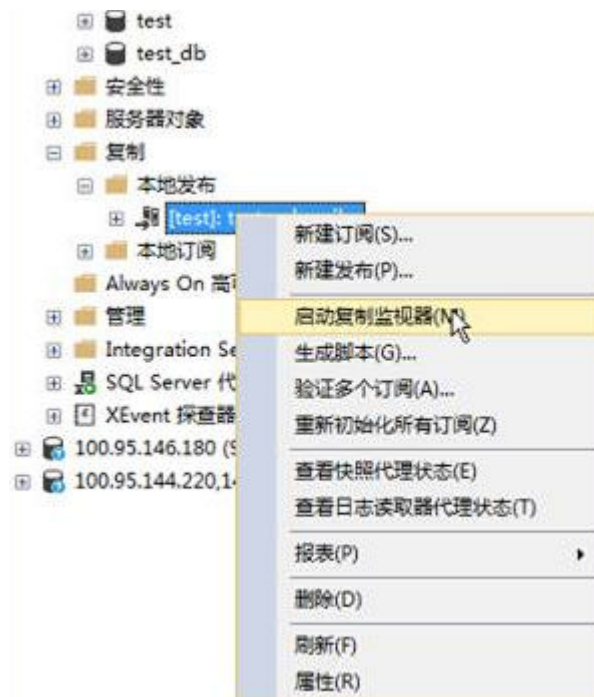 test
test_db
安全性
服务器对象
复制
本地发布
[test]:
本地订阅
Always On
管理
Integration
SQL Server
XEvent 探查器
100.95.146.180
100.95.144.220,
新建订阅(S)...
新建发布(P)...
启动复制监视器(M)
生成脚本(G)...
验证多个订阅(A)...
重新初始化所有订阅(Z)
查看快照代理状态(E)
查看日志读取器代理状态(T)
报表(P)
删除(D)
刷新(F)
属性(R)